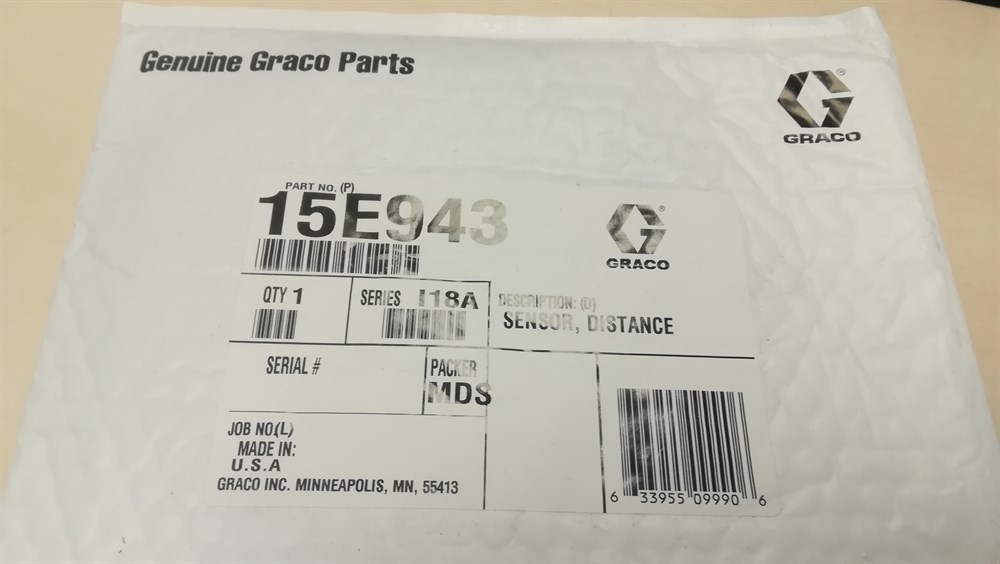 Genuine Graco Parts
GRACO
PART NO. (P)
15E943
GRACO
QTY 1
SERIES I18A
DESCRIPTION: (D)
SENSOR, DISTANCE
SERIAL #
PACKER
MDS
JOB NO(L)
MADE IN:
U.S.A
GRACO INC. MINNEAPOLIS, MN, 55413
6 33955 09990 6